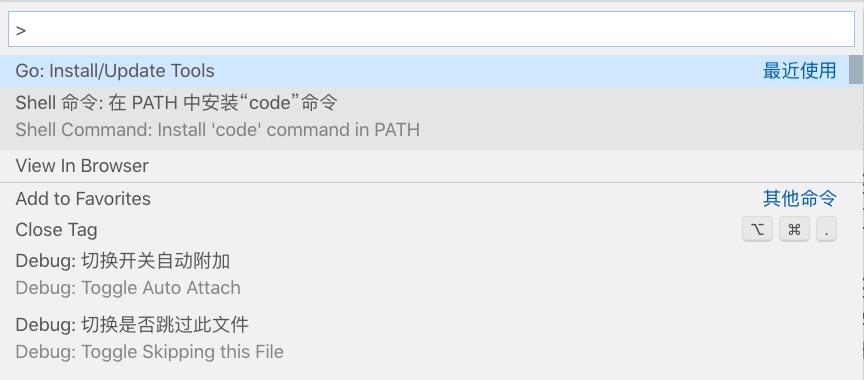 >
Go: Install/Update Tools 最近使用
Shell 命令: 在 PATH 中安装“code”命令
Shell Command: Install 'code' command in PATH
View In Browser
Add to Favorites 其他命令
Close Tag ⌥ ⌘ .
Debug: 切换开关自动附加
Debug: Toggle Auto Attach
Debug: 切换是否跳过此文件
Debug: Toggle Skipping this File